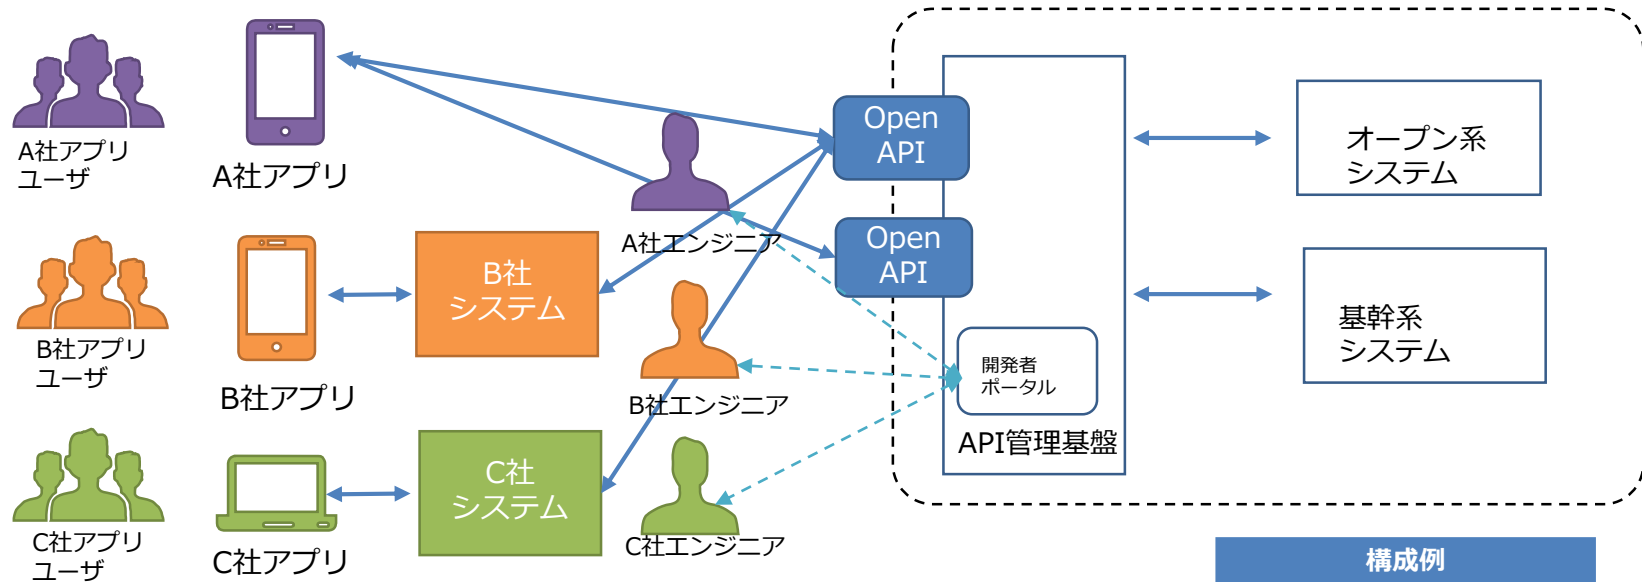 A社アプリ
ユーザ
A社アプリ
A社エンジニア
Open
API
オープン系
システム
B社アプリ
ユーザ
B社アプリ
B社
システム
B社エンジニア
Open
API
基幹系
システム
開発者
ポータル
API管理基盤
C社アプリ
ユーザ
C社アプリ
C社
システム
C社エンジニア
構成例